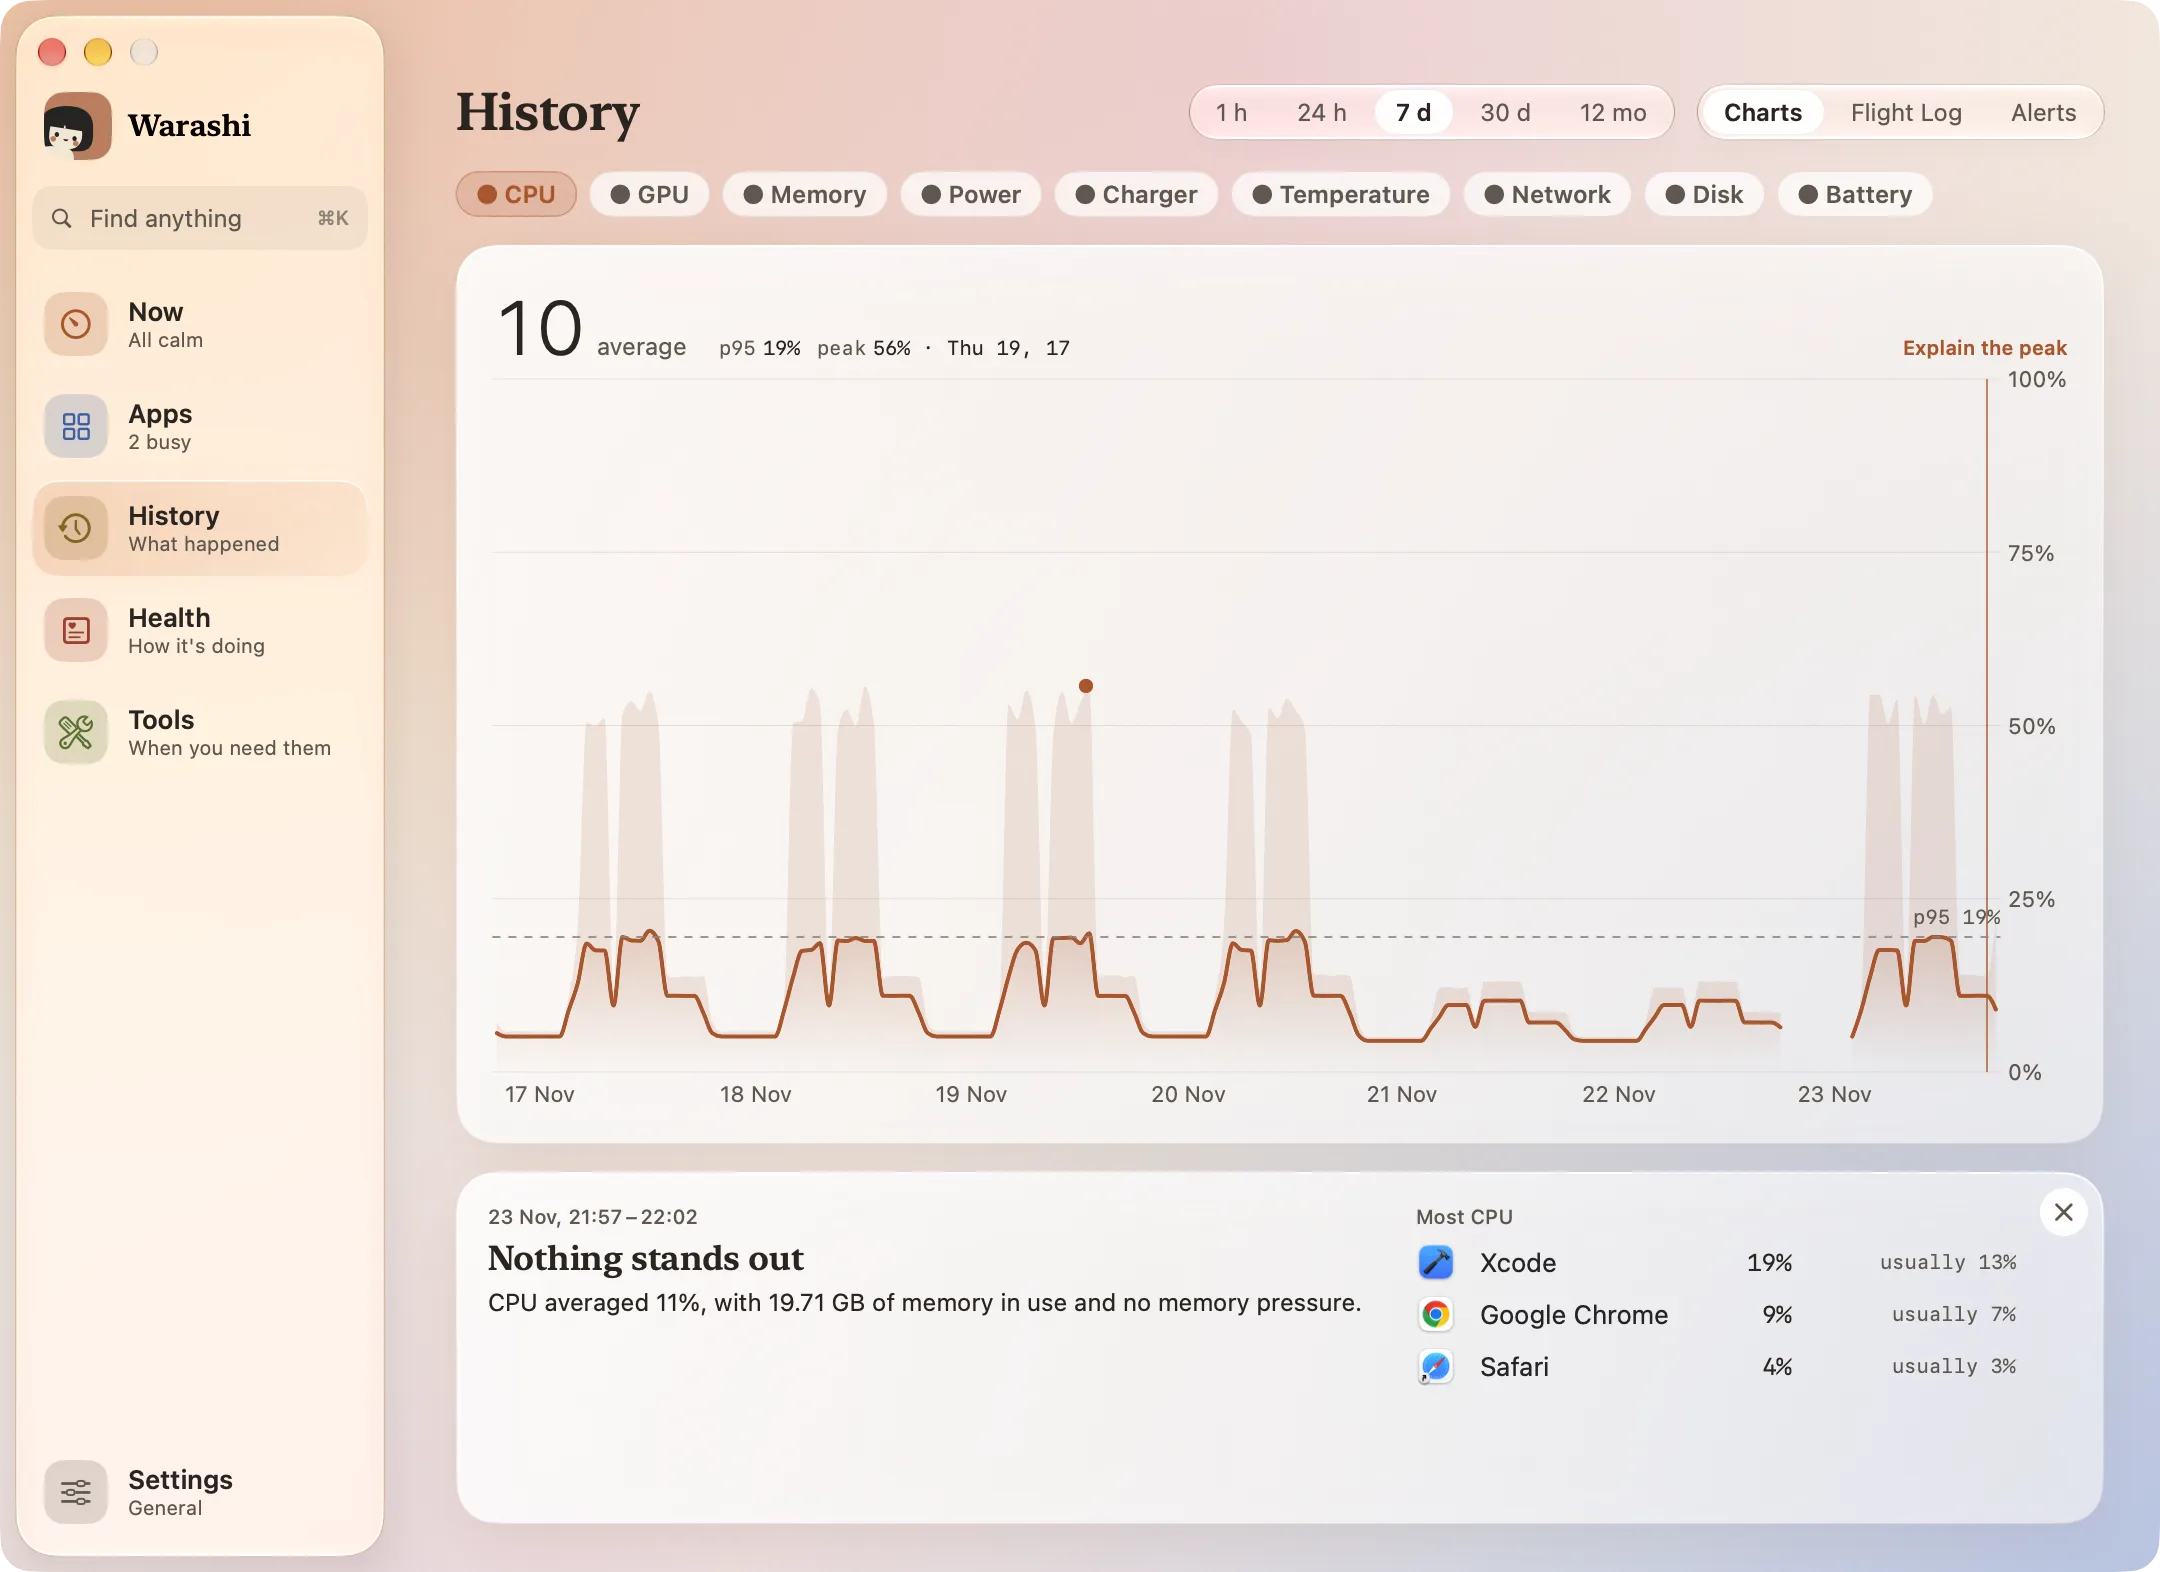 Warashi
Find anything ⌘K
Now
All calm
Apps
2 busy
History
What happened
Health
How it's doing
Tools
When you need them
Settings
General
History
1 h 24 h 7 d 30 d 12 mo
Charts Flight Log Alerts
CPU GPU Memory Power Charger Temperature Network Disk Battery
10 average p95 19% peak 56% · Thu 19, 17
Explain the peak
100%
75%
50%
25%
p95 19%
0%
17 Nov 18 Nov 19 Nov 20 Nov 21 Nov 22 Nov 23 Nov
23 Nov, 21:57–22:02
Nothing stands out
CPU averaged 11%, with 19.71 GB of memory in use and no memory pressure.
Most CPU
Xcode 19% usually 13%
Google Chrome 9% usually 7%
Safari 4% usually 3%